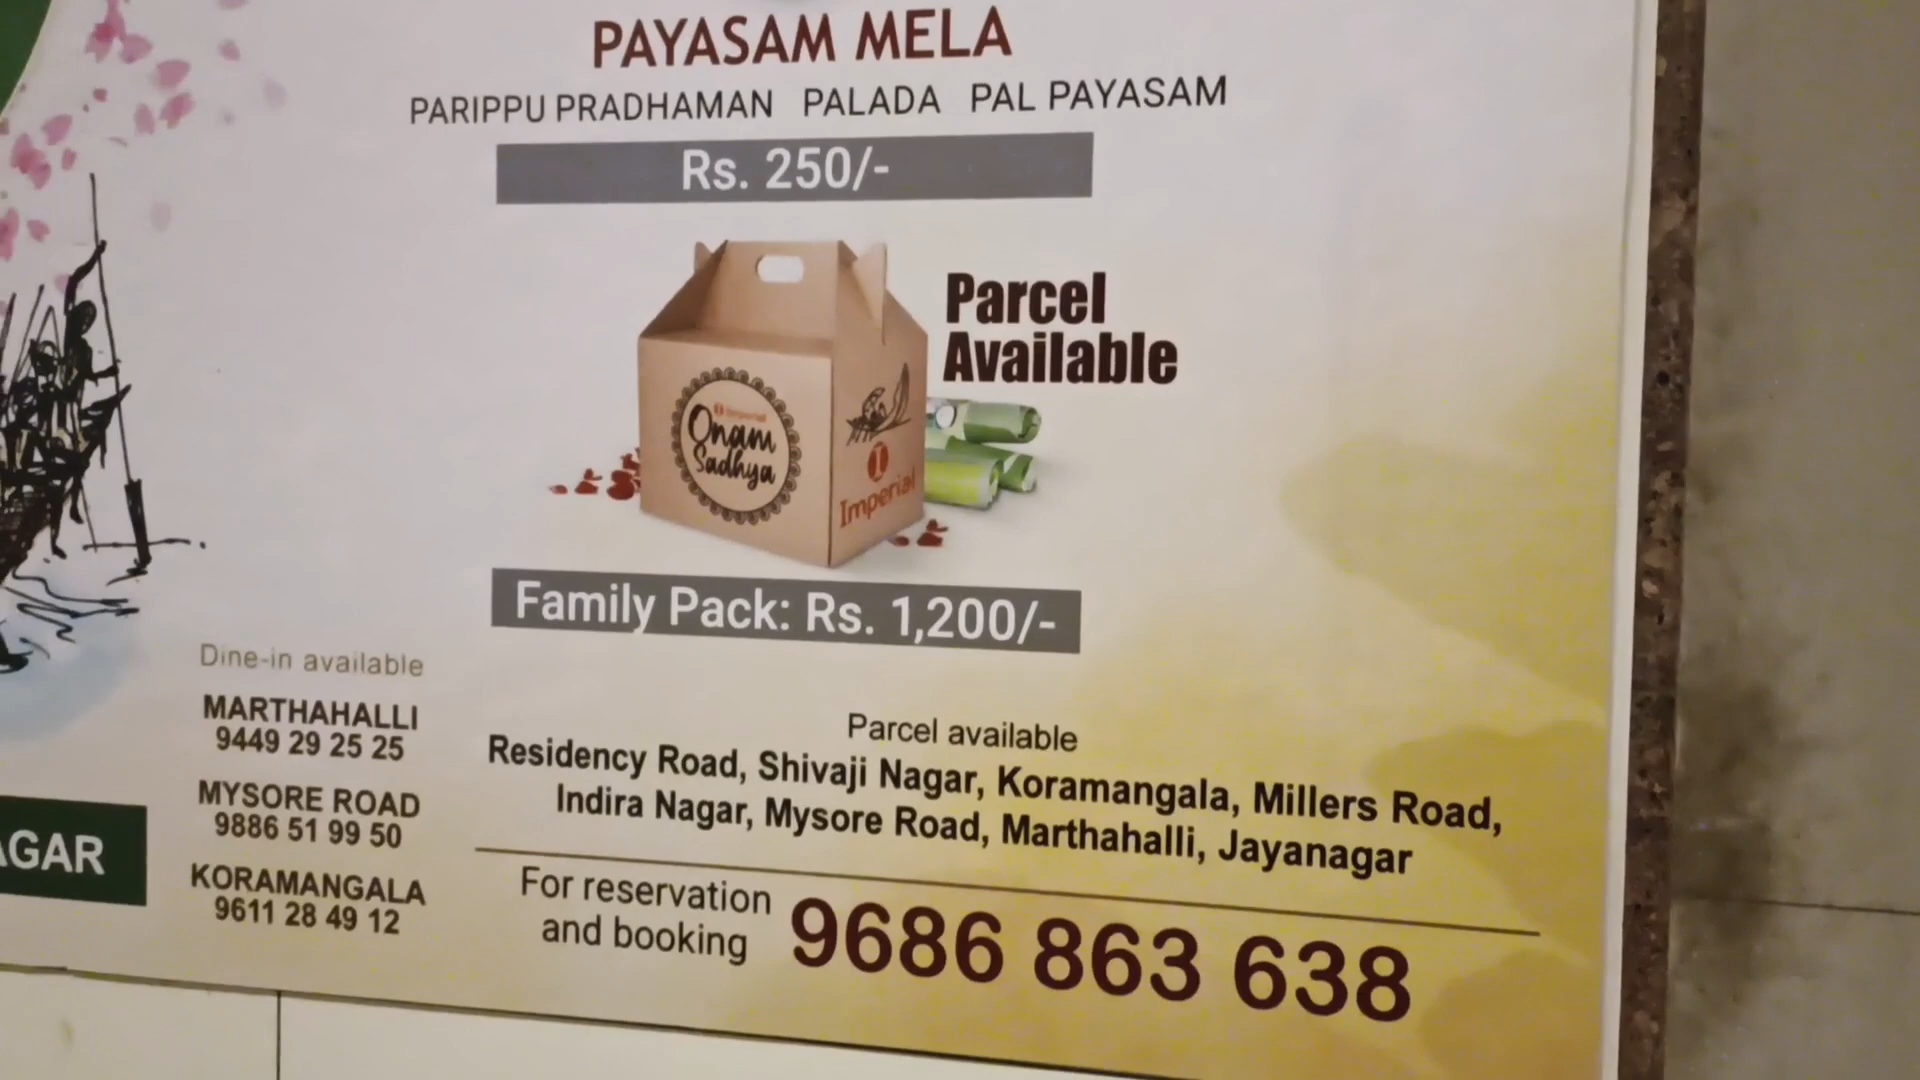 PAYASAM MELA
PARIPPU PRADHAMAN PALADA PAL PAYASAM
Rs. 250/-
Parcel
Available
Imperial
Onam
Sadhya
Imperial
Family Pack: Rs. 1,200/-
Dine-in available
MARTHAHALLI
9449 29 25 25
MYSORE ROAD
9886 51 99 50
KORAMANGALA
9611 28 49 12
AGAR
Parcel available
Residency Road, Shivaji Nagar, Koramangala, Millers Road,
Indira Nagar, Mysore Road, Marthahalli, Jayanagar
For reservation
and booking
9686 863 638